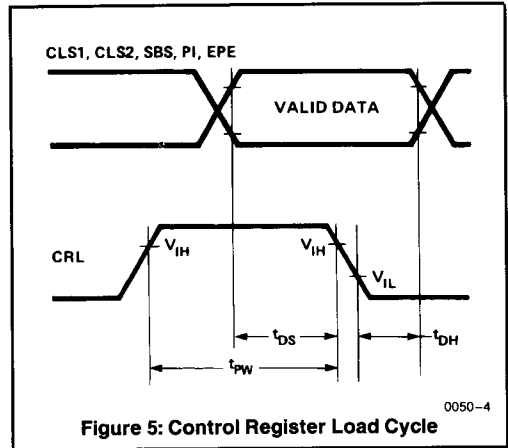 CLS1, CLS2, SBS, PI, EPE
VALID DATA
CRL
VIH
VIH
VIL
tDS
tDH
tPW
0050-4
Figure 5: Control Register Load Cycle